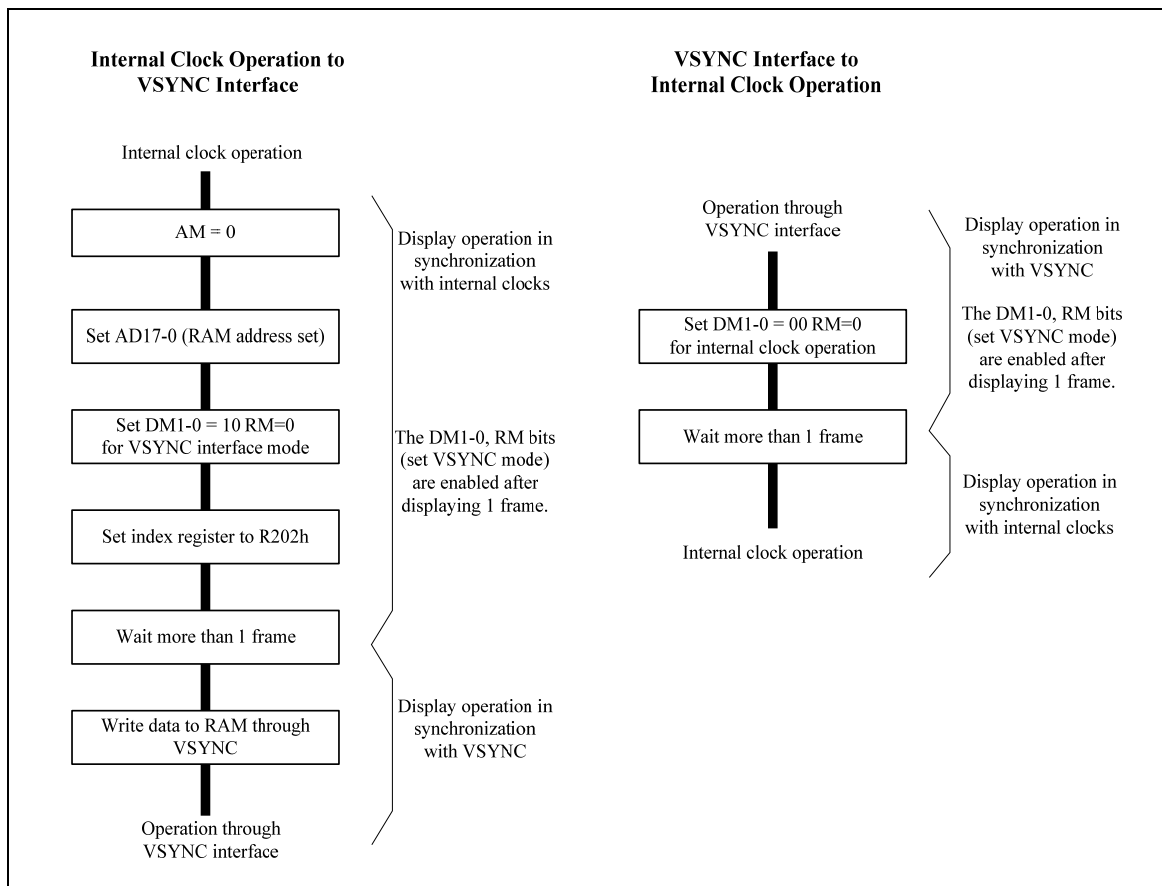 Internal Clock Operation to
VSYNC Interface
Internal clock operation
AM = 0
Set AD17-0 (RAM address set)
Set DM1-0 = 10 RM=0
for VSYNC interface mode
Set index register to R202h
Wait more than 1 frame
Write data to RAM through
VSYNC
Operation through
VSYNC interface
Display operation in
synchronization
with internal clocks
The DM1-0, RM bits
(set VSYNC mode)
are enabled after
displaying 1 frame.
Display operation in
synchronization
with VSYNC
VSYNC Interface to
Internal Clock Operation
Operation through
VSYNC interface
Set DM1-0 = 00 RM=0
for internal clock operation
Wait more than 1 frame
Internal clock operation
Display operation in
synchronization
with VSYNC
The DM1-0, RM bits
(set VSYNC mode)
are enabled after
displaying 1 frame.
Display operation in
synchronization
with internal clocks